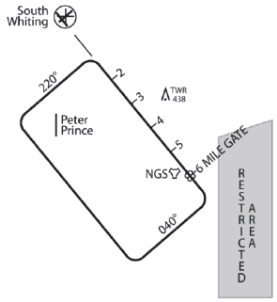 South
Whiting
220°
2
TWR
438
3
Peter
Prince
4
5
6 MILE GATE
NGS
RESTRICTED
AREA
040°